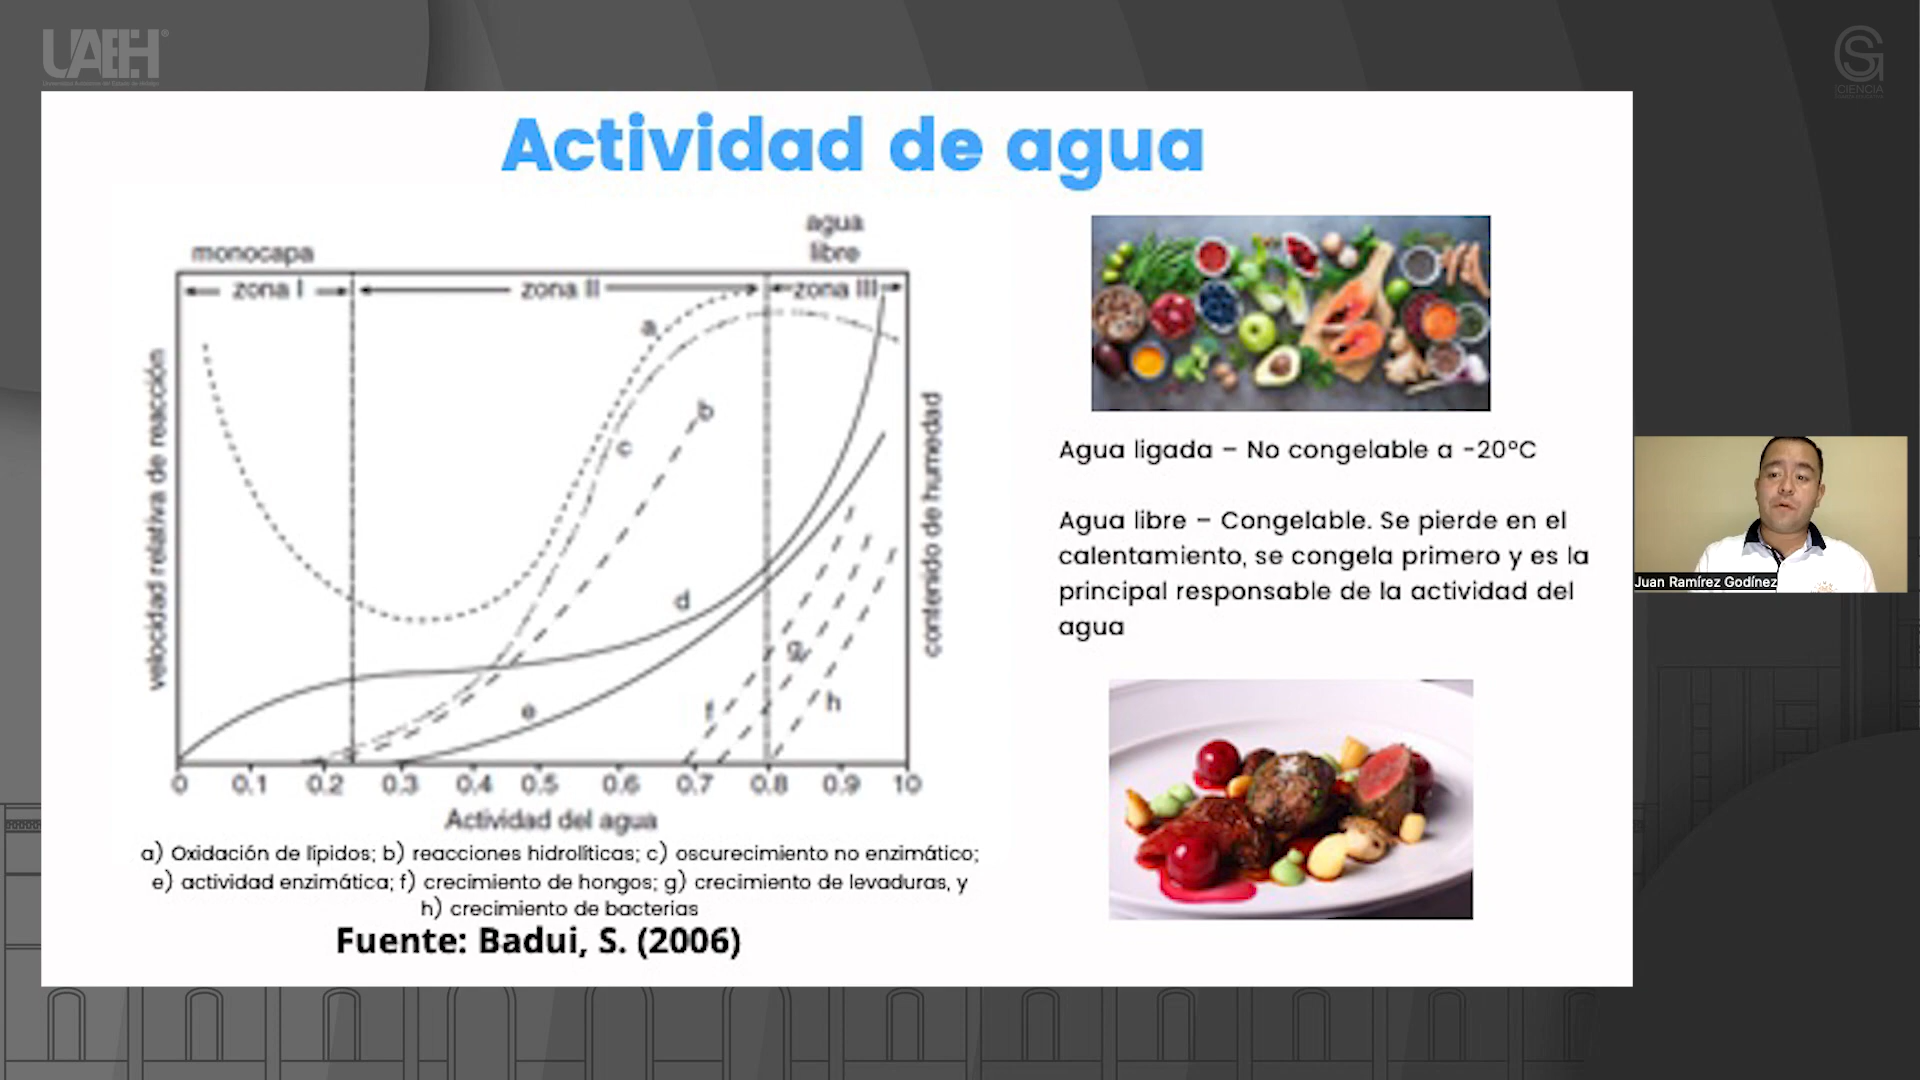 UAEH
CIENCIA
Actividad de agua
monocapa
agua
libre
zona I
zona II
zona III
a
b
c
d
e
f
g
h
velocidad relativa de reacción
contenido de humedad
0 0.1 0.2 0.3 0.4 0.5 0.6 0.7 0.8 0.9 10
Actividad del agua
a) Oxidación de lípidos; b) reacciones hidrolíticas; c) oscurecimiento no enzimático;
e) actividad enzimática; f) crecimiento de hongos; g) crecimiento de levaduras, y
h) crecimiento de bacterias
Fuente: Badui, S. (2006)
Agua ligada – No congelable a -20°C
Agua libre – Congelable. Se pierde en el
calentamiento, se congela primero y es la
principal responsable de la actividad del
agua
Juan Ramírez Godínez